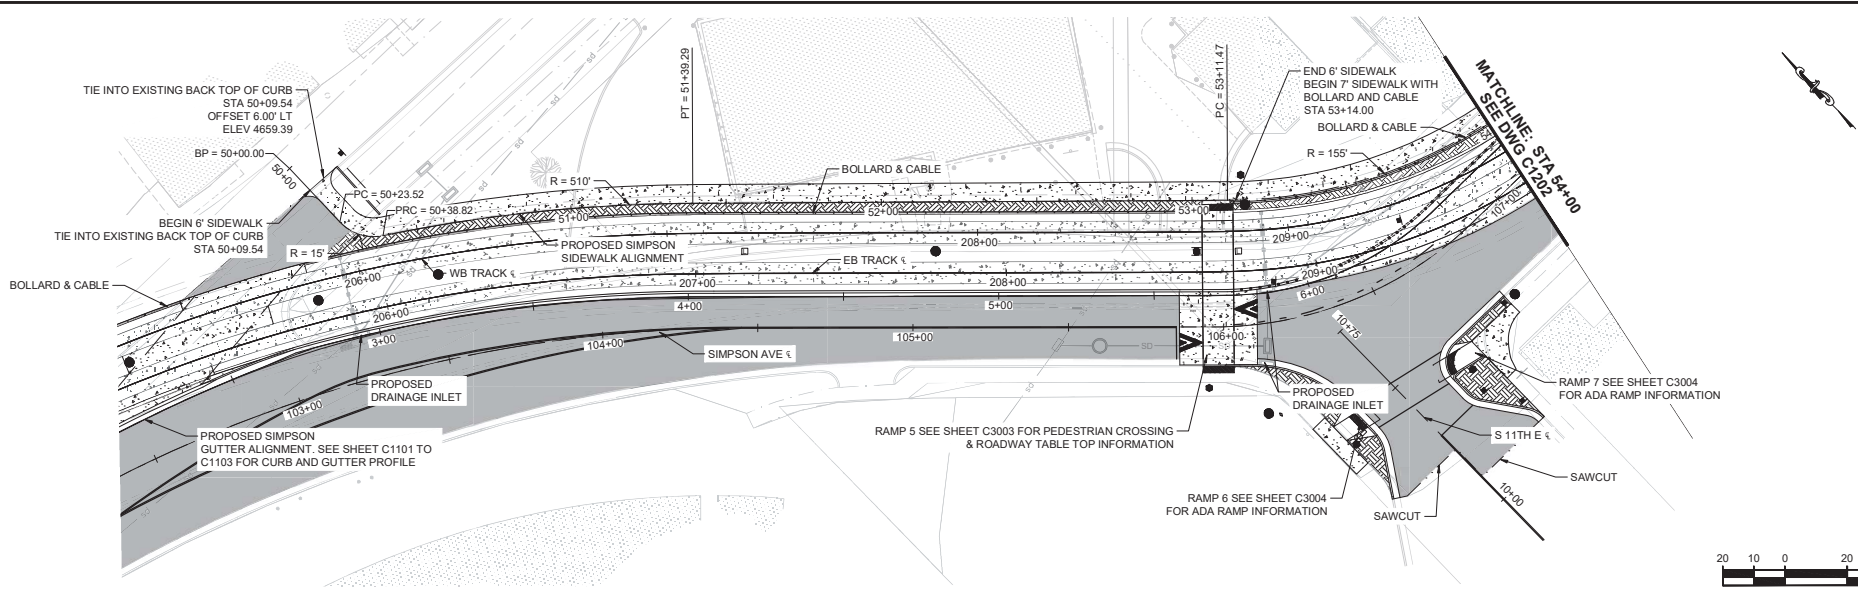 TIE INTO EXISTING BACK TOP OF CURB
STA 50+09.54
OFFSET 6.00' LT
ELEV 4659.39
BP = 50+00.00
50+00
PC = 50+23.52
PRC = 50+38.82
BEGIN 6' SIDEWALK
TIE INTO EXISTING BACK TOP OF CURB
STA 50+09.54
R = 15'
BOLLARD & CABLE
R = 510'
PT = 51+39.29
51+00
PROPOSED SIMPSON
SIDEWALK ALIGNMENT
BOLLARD & CABLE
52+00
53+00
PC = 53+11.47
END 6' SIDEWALK
BEGIN 7' SIDEWALK WITH
BOLLARD AND CABLE
STA 53+14.00
BOLLARD & CABLE
R = 155'
MATCHLINE: STA 54+00
SEE DWG C1202
206+00
WB TRACK ℄
208+00
209+00
107+00
206+00
207+00
EB TRACK ℄
208+00
209+00
3+00
4+00
5+00
6+00
103+00
104+00
SIMPSON AVE ℄
105+00
106+00
SD
10+75
PROPOSED
DRAINAGE INLET
PROPOSED SIMPSON
GUTTER ALIGNMENT. SEE SHEET C1101 TO
C1103 FOR CURB AND GUTTER PROFILE
RAMP 5 SEE SHEET C3003 FOR PEDESTRIAN CROSSING
& ROADWAY TABLE TOP INFORMATION
PROPOSED
DRAINAGE INLET
RAMP 7 SEE SHEET C3004
FOR ADA RAMP INFORMATION
S 11TH E ℄
SAWCUT
RAMP 6 SEE SHEET C3004
FOR ADA RAMP INFORMATION
SAWCUT
10+00
20 10 0 20